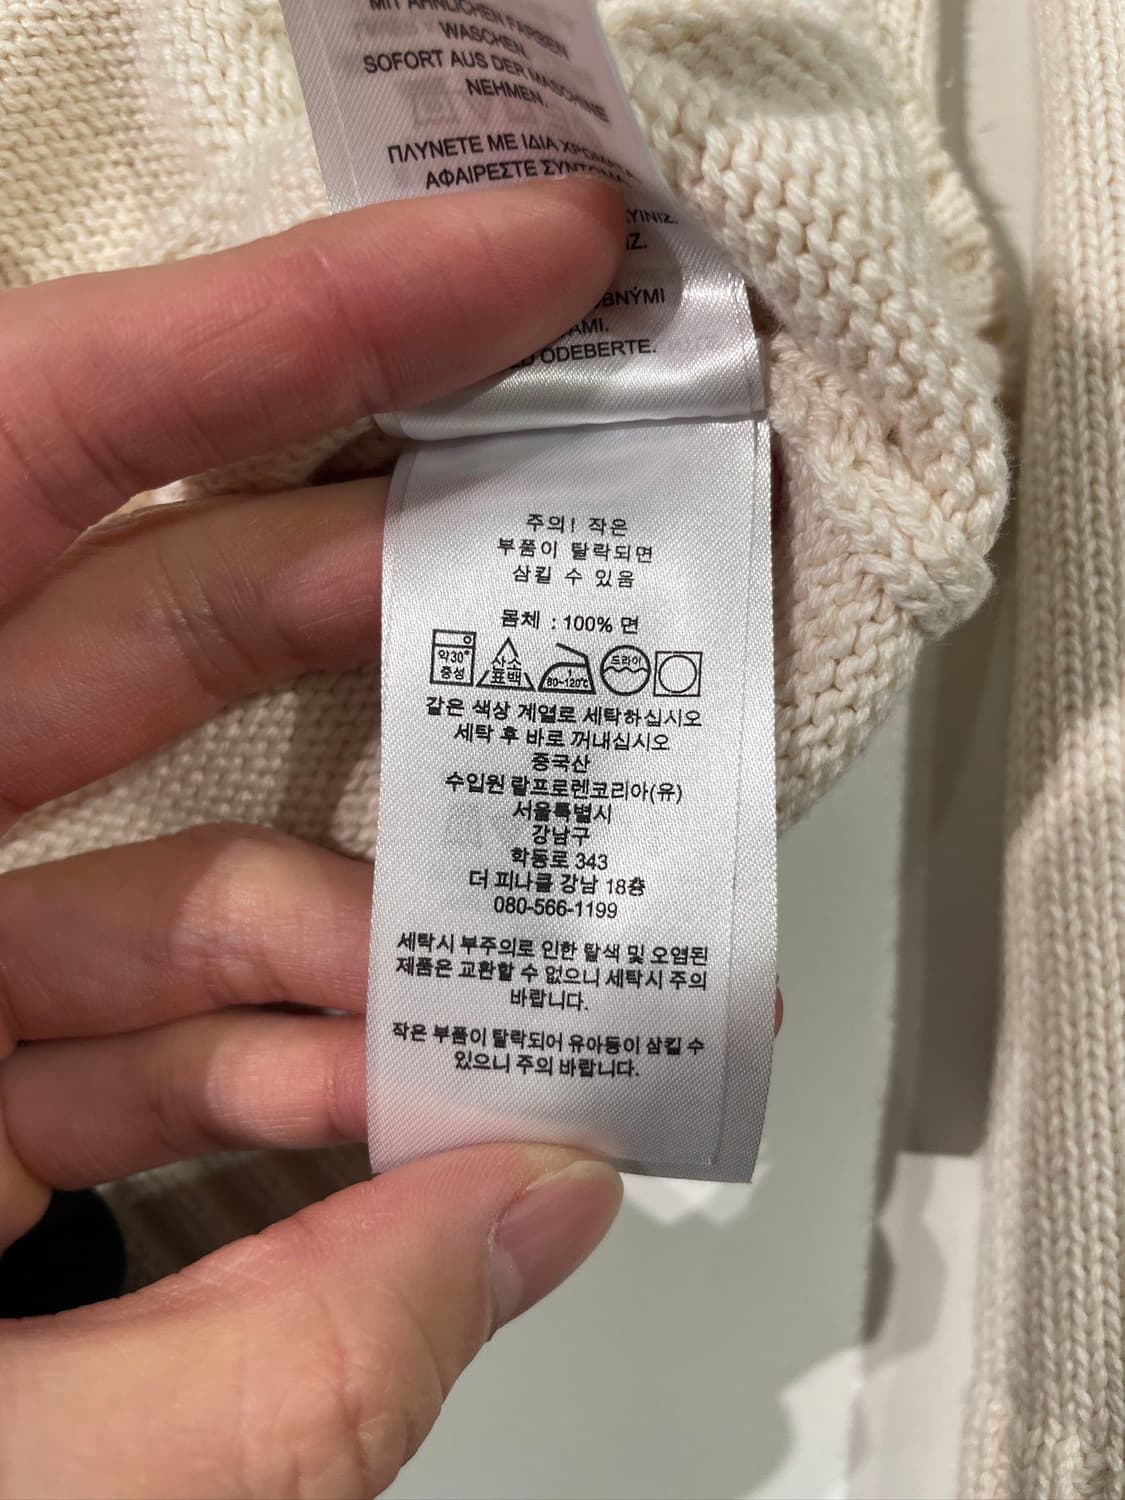 MIT ÄHNLICHEN FARBEN
WASCHEN.
SOFORT AUS DER MASCHINE
NEHMEN.
ΠΛΥΝΕΤΕ ΜΕ ΙΔΙΑ ΧΡΩΜΑΤΑ
ΑΦΑΙΡΕΣΤΕ
ODEBERTE.
주의! 작은
부품이 탈락되면
삼킬 수 있음
몸체 : 100% 면
약30°
중성
산소
표백
1
80~120℃
드라이
같은 색상 계열로 세탁하십시오
세탁 후 바로 꺼내십시오
중국산
수입원 랄프로렌코리아(유)
서울특별시
강남구
학동로 343
더 피나클 강남 18층
080-566-1199
세탁시 부주의로 인한 탈색 및 오염된
제품은 교환할 수 없으니 세탁시 주의
바랍니다.
작은 부품이 탈락되어 유아등이 삼킬 수
있으니 주의 바랍니다.